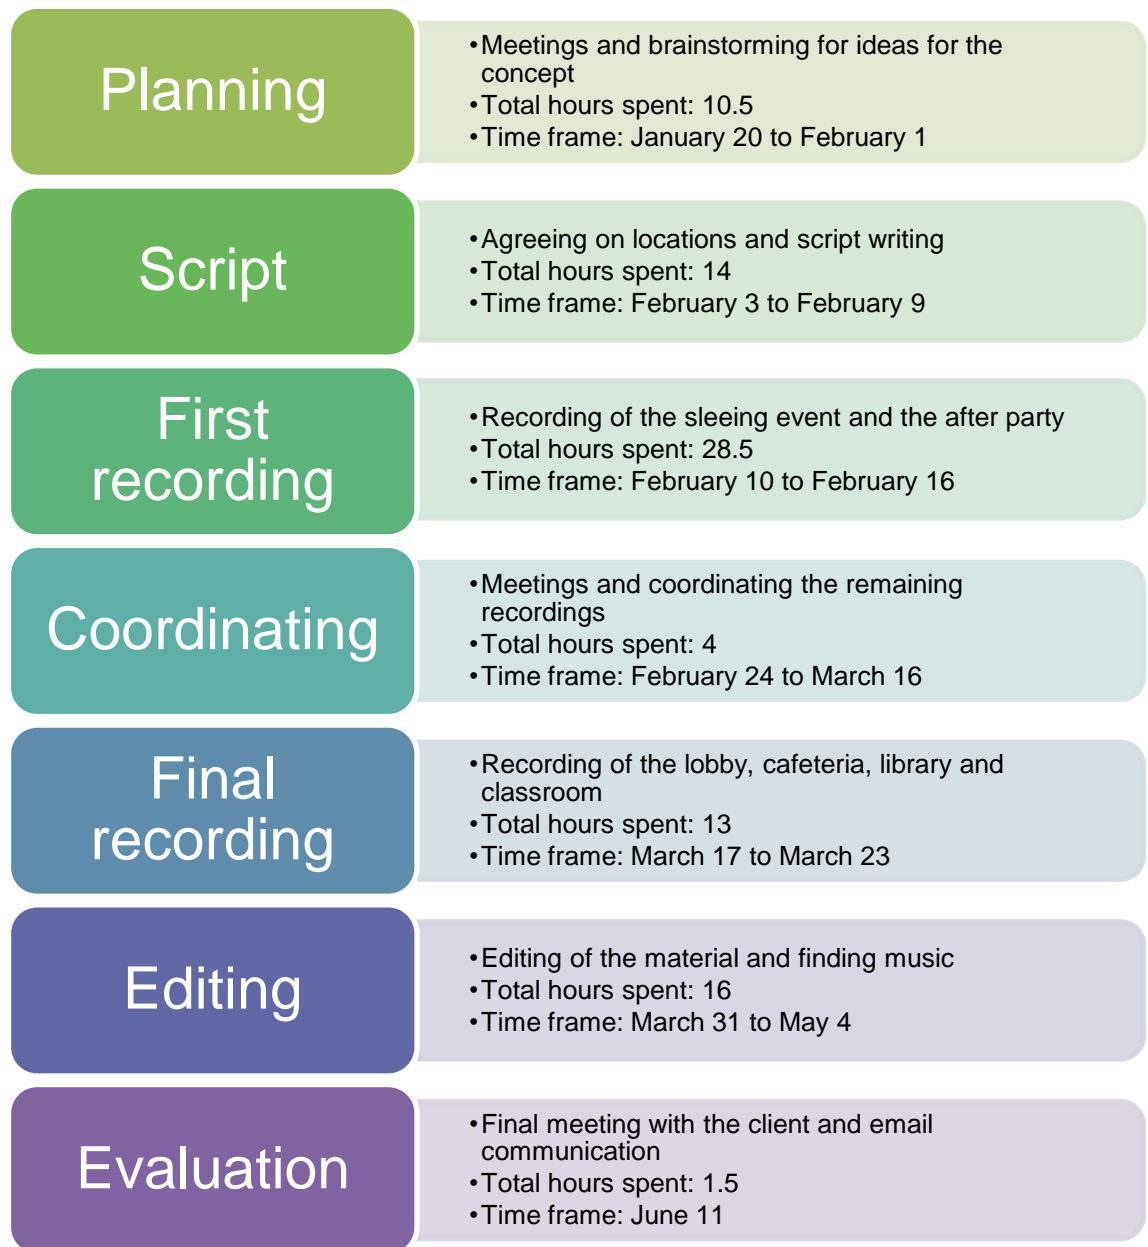 Planning
•Meetings and brainstorming for ideas for the
concept
•Total hours spent: 10.5
•Time frame: January 20 to February 1
Script
•Agreeing on locations and script writing
•Total hours spent: 14
•Time frame: February 3 to February 9
First
recording
•Recording of the sleeing event and the after party
•Total hours spent: 28.5
•Time frame: February 10 to February 16
Coordinating
•Meetings and coordinating the remaining
recordings
•Total hours spent: 4
•Time frame: February 24 to March 16
Final
recording
•Recording of the lobby, cafeteria, library and
classroom
•Total hours spent: 13
•Time frame: March 17 to March 23
Editing
•Editing of the material and finding music
•Total hours spent: 16
•Time frame: March 31 to May 4
Evaluation
•Final meeting with the client and email
communication
•Total hours spent: 1.5
•Time frame: June 11